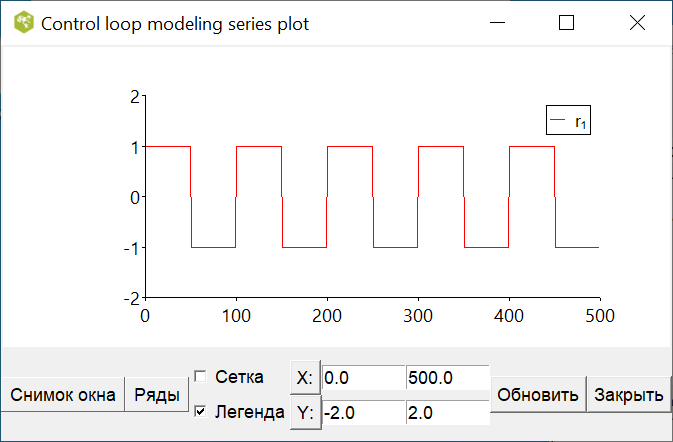 Control loop modeling series plot
2
1
0
-1
-2
r₁
0 100 200 300 400 500
Сетка X: 0.0 500.0
Снимок окна Ряды Обновить Закрыть
Легенда Y: -2.0 2.0